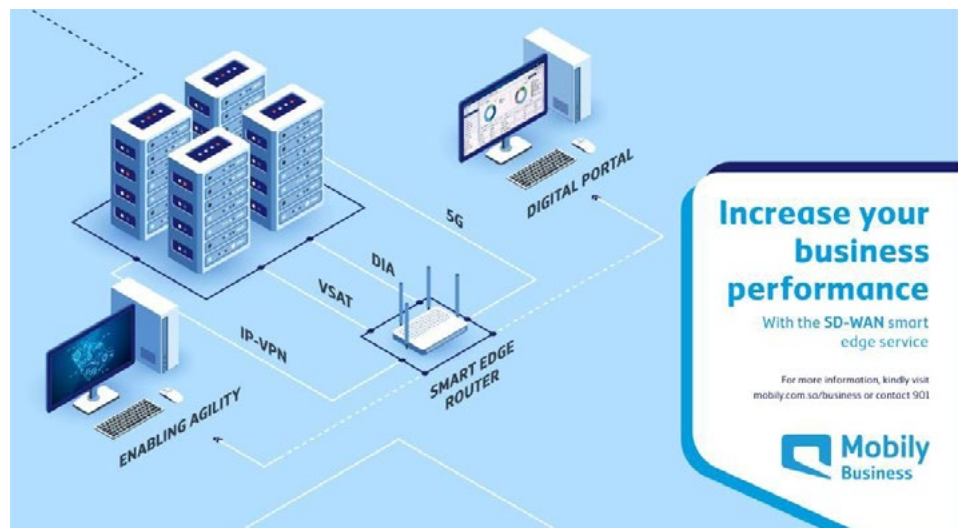 5G
DIGITAL PORTAL
DIA
VSAT
IP-VPN
SMART EDGE
ROUTER
ENABLING AGILITY
Increase your
business
performance
With the SD-WAN smart
edge service
For more information, kindly visit
mobily.com.sa/business or contact 901
Mobily
Business